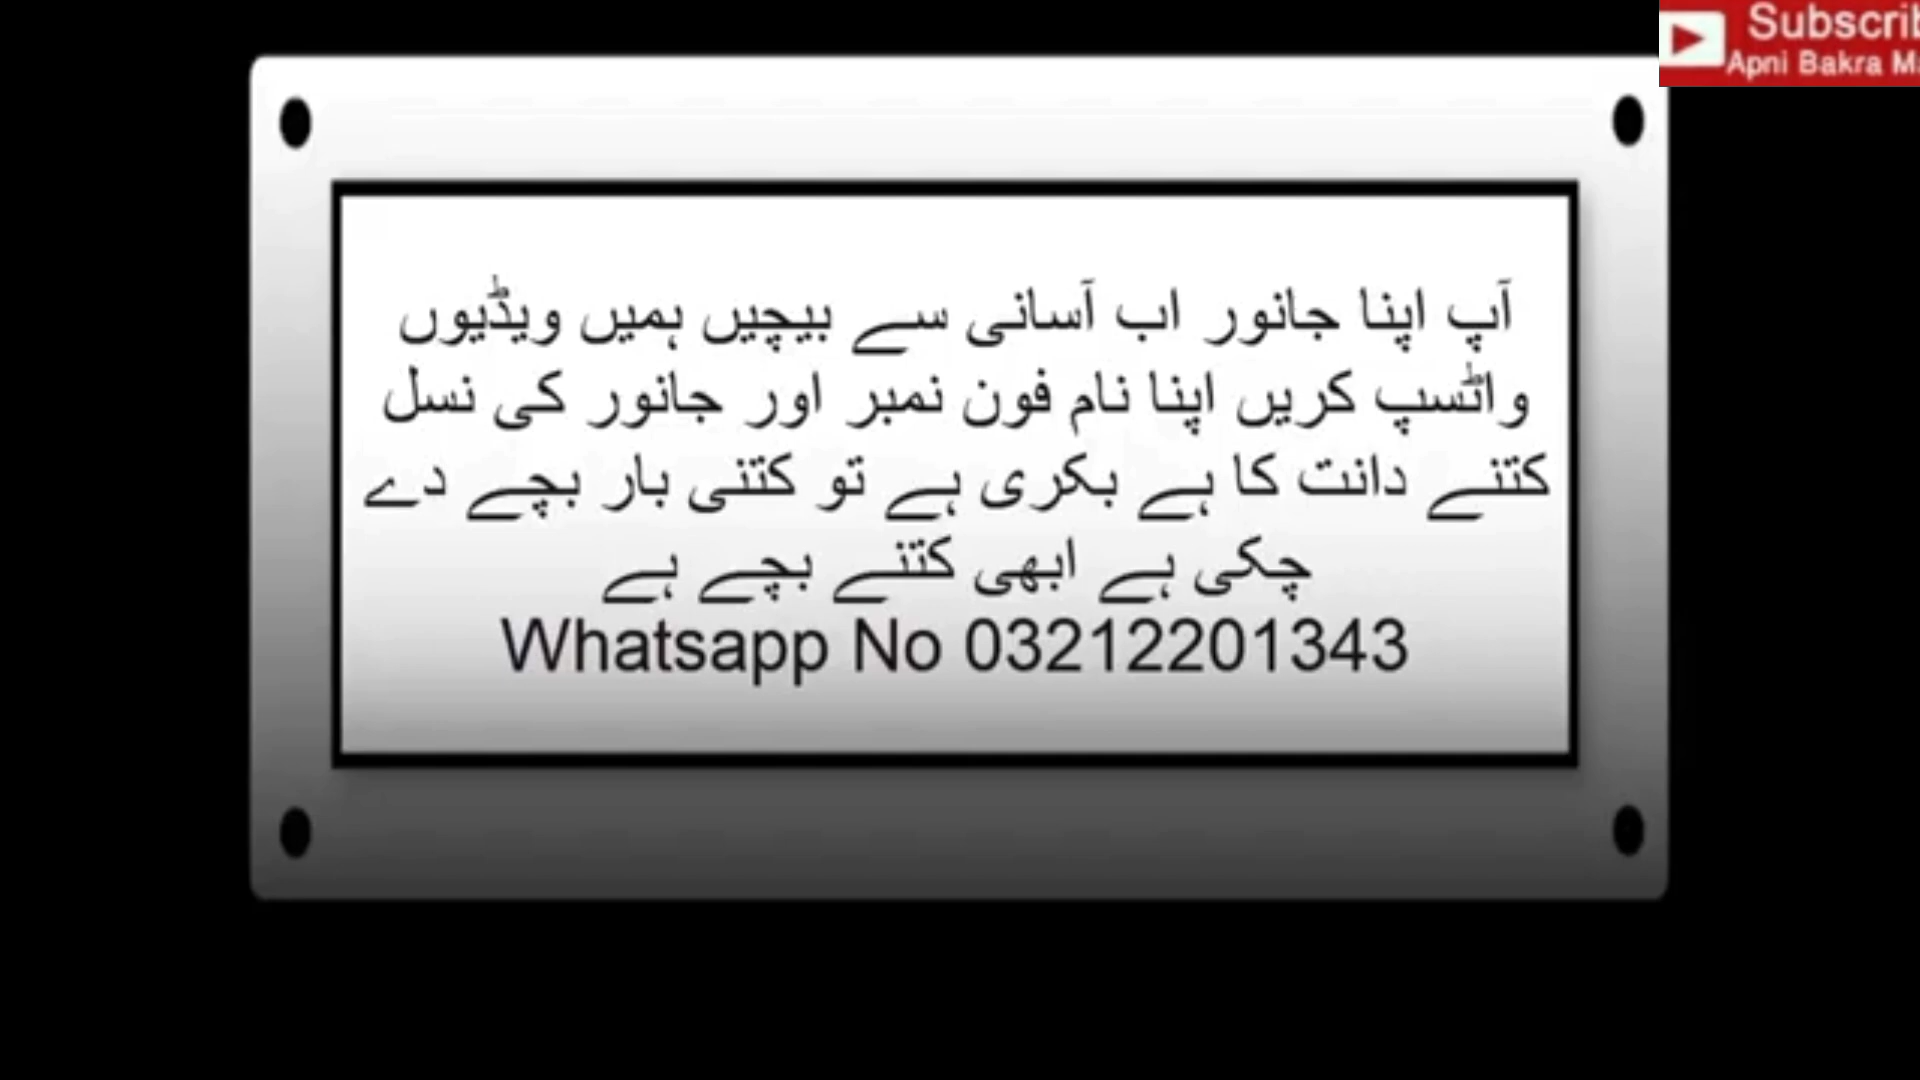 Subscrib
Apni Bakra Ma
آپ اپنا جانور اب آسانی سے بیچیں ہمیں ویڈیوں
واٹسپ کریں اپنا نام فون نمبر اور جانور کی نسل
کتنے دانت کا ہے بکری ہے تو کتنی بار بچے دے
چکی ہے ابھی کتنے بچے ہے
Whatsapp No 03212201343